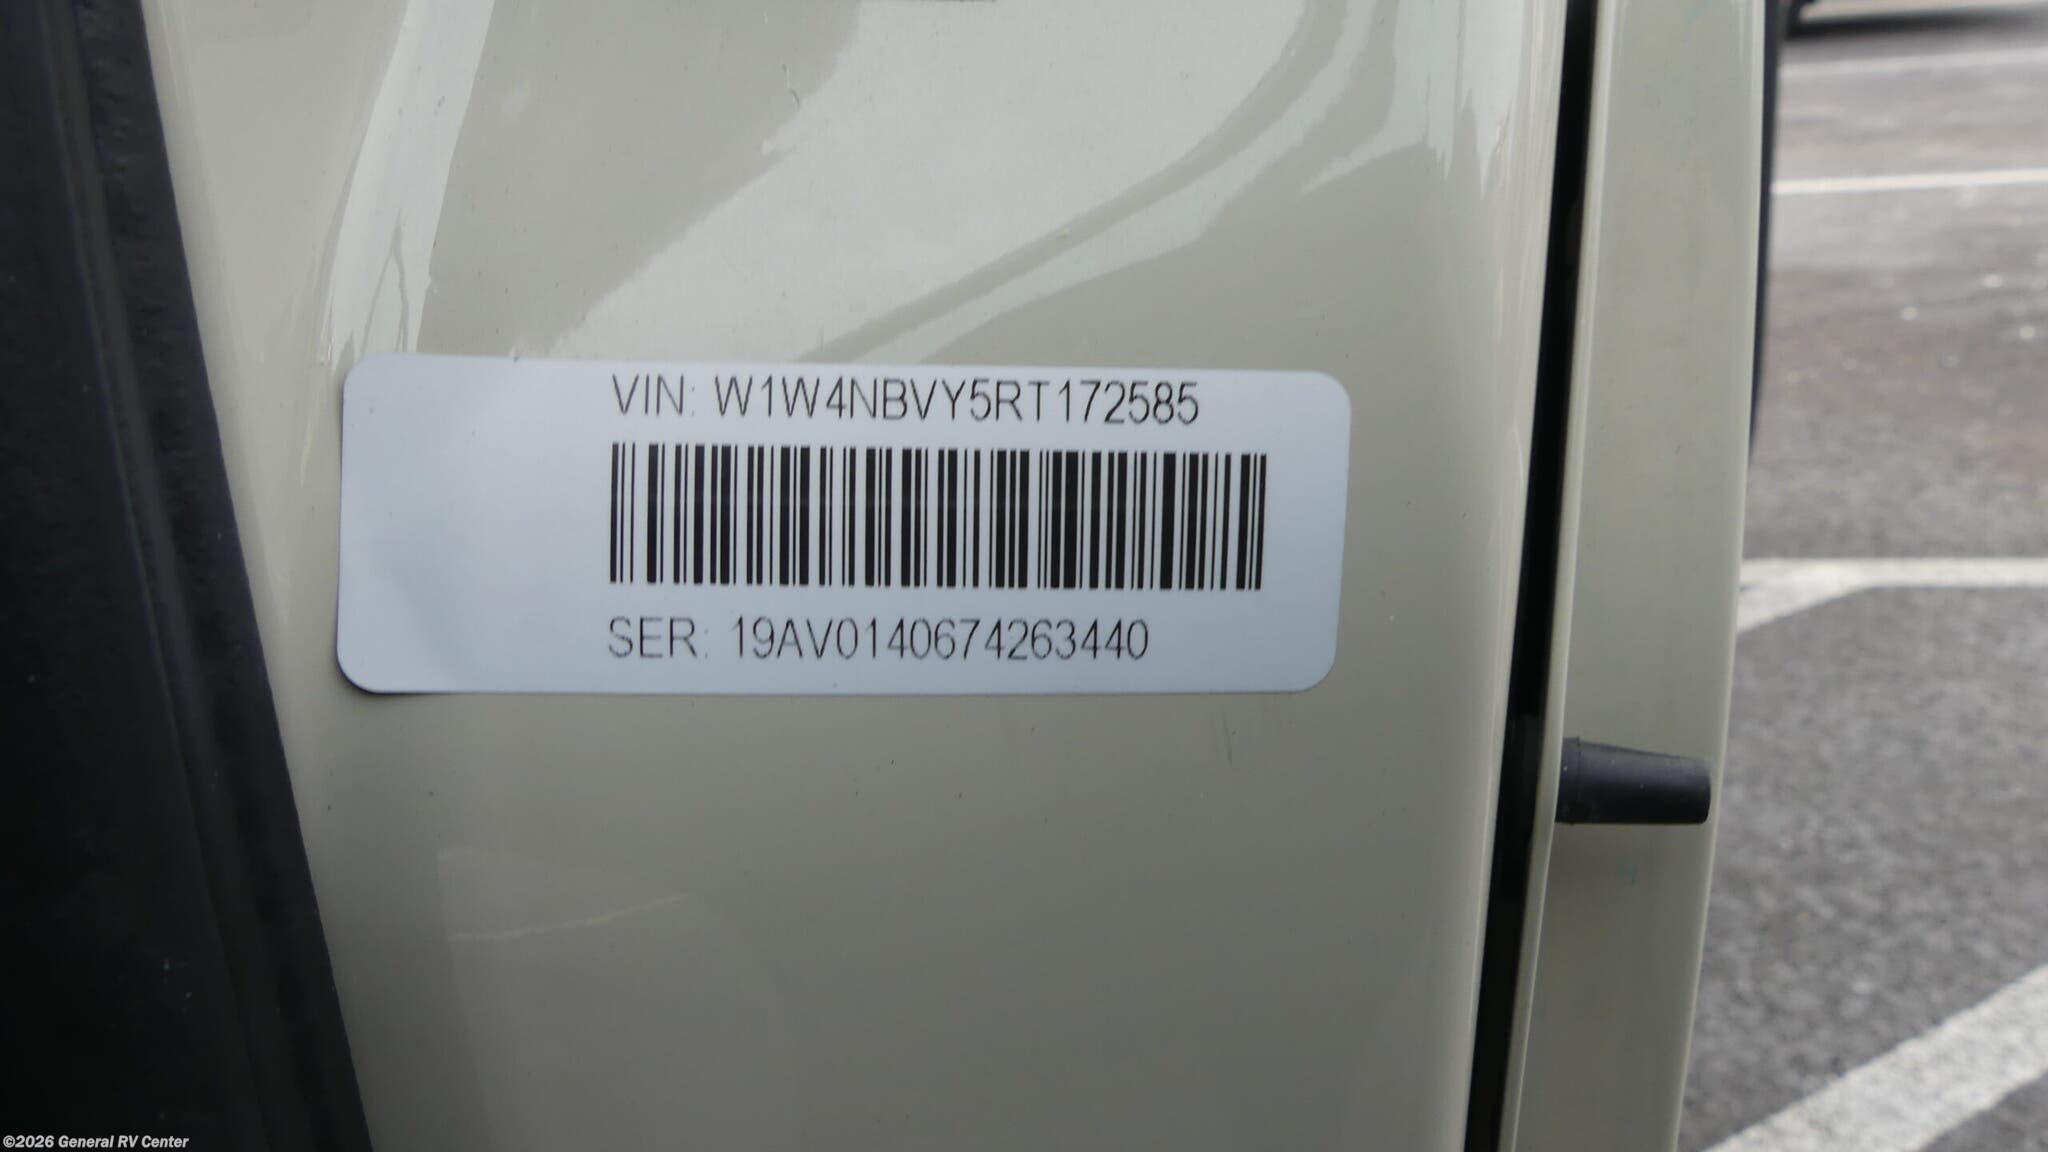 VIN: W1W4NBVY5RT172585
SER: 19AV0140674263440
©2026 General RV Center